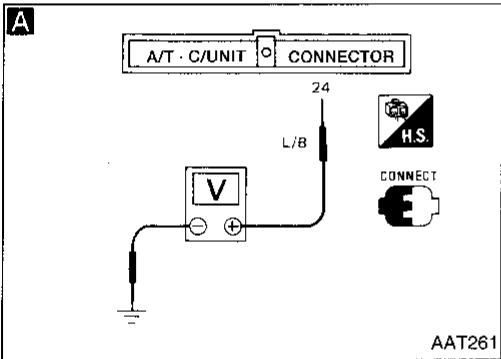 A
A/T · C/UNIT CONNECTOR
24
L/B
H.S.
CONNECT
V
− +
AAT261